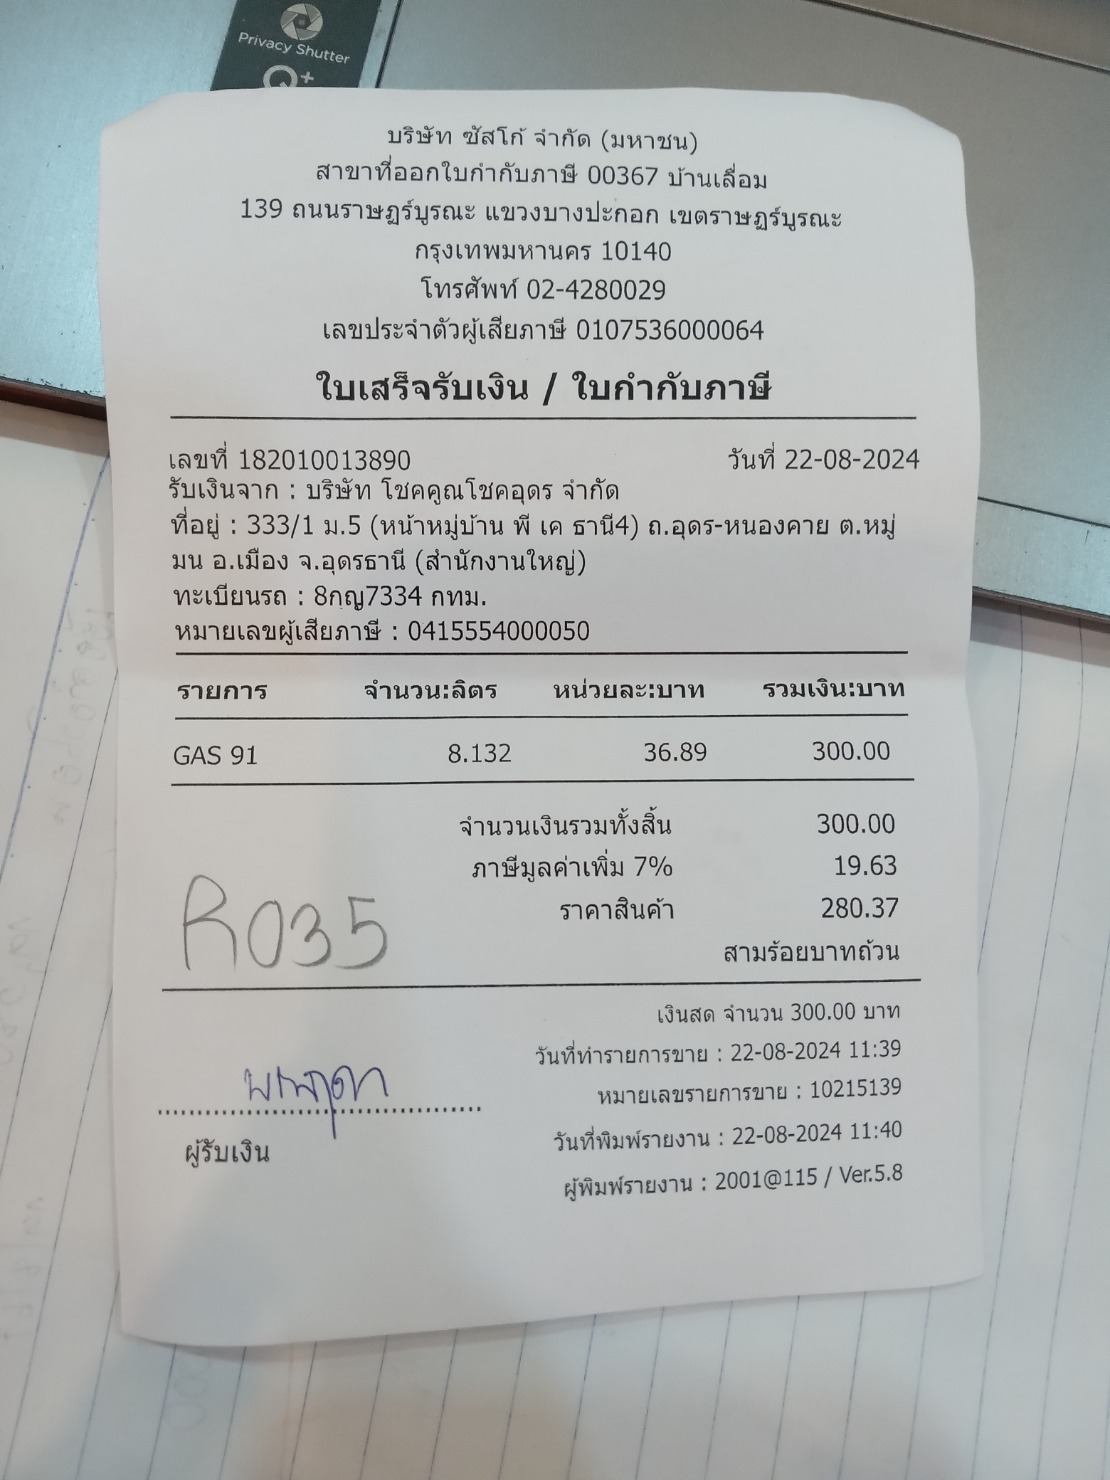 Privacy Shutter
Q+
บริษัท ซัสโก้ จำกัด (มหาชน)
สาขาที่ออกใบกำกับภาษี 00367 บ้านเลื่อม
139 ถนนราษฎร์บูรณะ แขวงบางปะกอก เขตราษฎร์บูรณะ
กรุงเทพมหานคร 10140
โทรศัพท์ 02-4280029
เลขประจำตัวผู้เสียภาษี 0107536000064
ใบเสร็จรับเงิน / ใบกำกับภาษี
เลขที่ 182010013890 วันที่ 22-08-2024
รับเงินจาก : บริษัท โชคคูณโชคอุดร จำกัด
ที่อยู่ : 333/1 ม.5 (หน้าหมู่บ้าน พี เค ธานี4) ถ.อุดร-หนองคาย ต.หมู่
มน อ.เมือง จ.อุดรธานี (สำนักงานใหญ่)
ทะเบียนรถ : 8กญ7334 กทม.
หมายเลขผู้เสียภาษี : 0415554000050
รายการ จำนวน:ลิตร หน่วยละ:บาท รวมเงิน:บาท
GAS 91 8.132 36.89 300.00
จำนวนเงินรวมทั้งสิ้น 300.00
ภาษีมูลค่าเพิ่ม 7% 19.63
ราคาสินค้า 280.37
R035
สามร้อยบาทถ้วน
เงินสด จำนวน 300.00 บาท
วันที่ทำรายการขาย : 22-08-2024 11:39
หมายเลขรายการขาย : 10215139
วันที่พิมพ์รายงาน : 22-08-2024 11:40
ผู้รับเงิน
ผู้พิมพ์รายงาน : 2001@115 / Ver.5.8